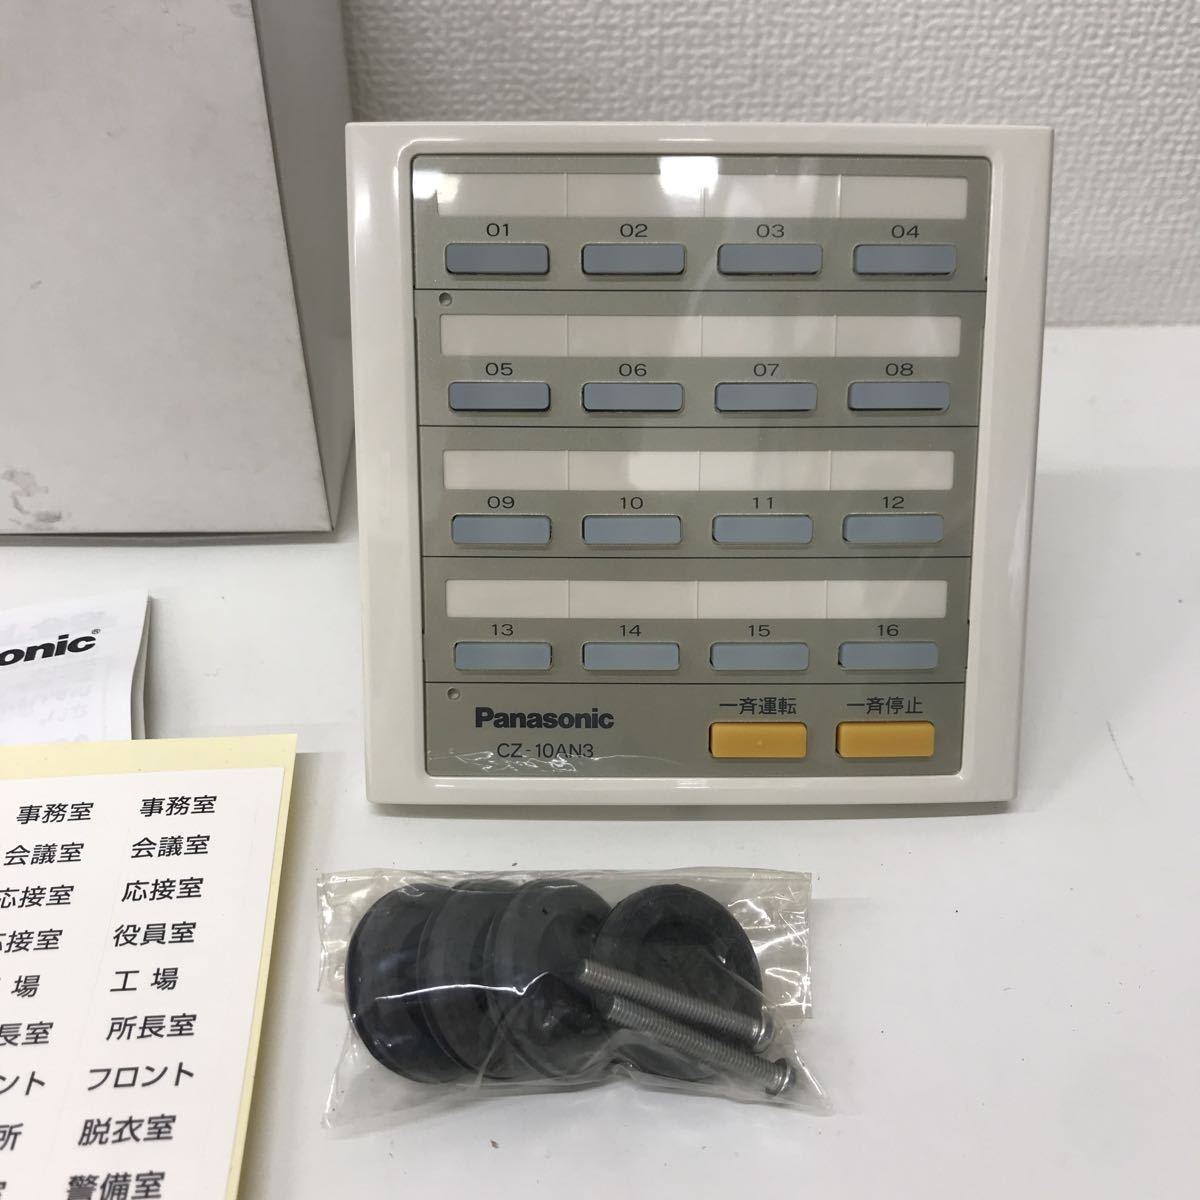 01 02 03 04
05 06 07 08
09 10 11 12
13 14 15 16
Panasonic
CZ-10AN3
一斉運転 一斉停止
onic®
事務室 事務室
会議室 会議室
応接室 応接室
接室 役員室
場 工 場
長室 所長室
ント フロント
所 脱衣室
室 警備室